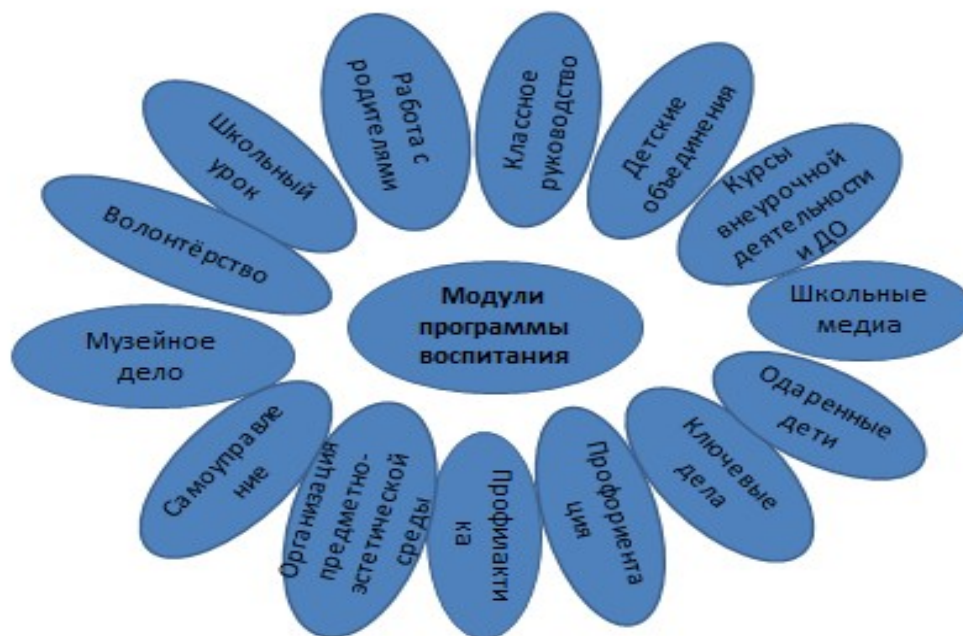 Модули
программы
воспитания
Работа с
родителями
Классное
руководство
Детские
объединения
Курсы
внеурочной
деятельности
и ДО
Школьные
медиа
Одаренные
дети
Ключевые
дела
Профориента
ция
Профилакти
ка
Организация
предметно-
эстетической
среды
Самоуправле
ние
Музейное
дело
Волонтёрство
Школьный
урок